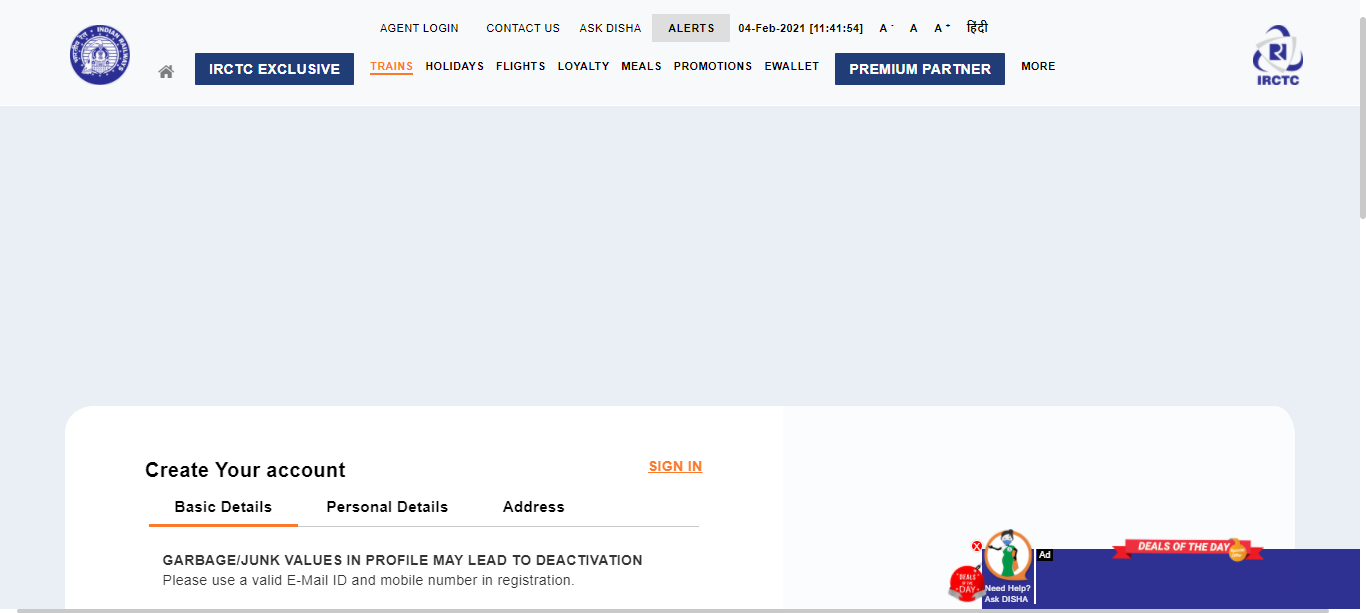 AGENT LOGIN CONTACT US ASK DISHA ALERTS 04-Feb-2021 [11:41:54] A - A A + हिंदी
IRCTC EXCLUSIVE TRAINS HOLIDAYS FLIGHTS LOYALTY MEALS PROMOTIONS EWALLET PREMIUM PARTNER MORE
INDIAN RAILWAYS
भारतीय रेल
IRCTC
Create Your account SIGN IN
Basic Details Personal Details Address
GARBAGE/JUNK VALUES IN PROFILE MAY LEAD TO DEACTIVATION
Please use a valid E-Mail ID and mobile number in registration.
X
Ad
DEALS OF THE DAY
DEALS
OF THE
DAY
Need Help?
Ask DISHA